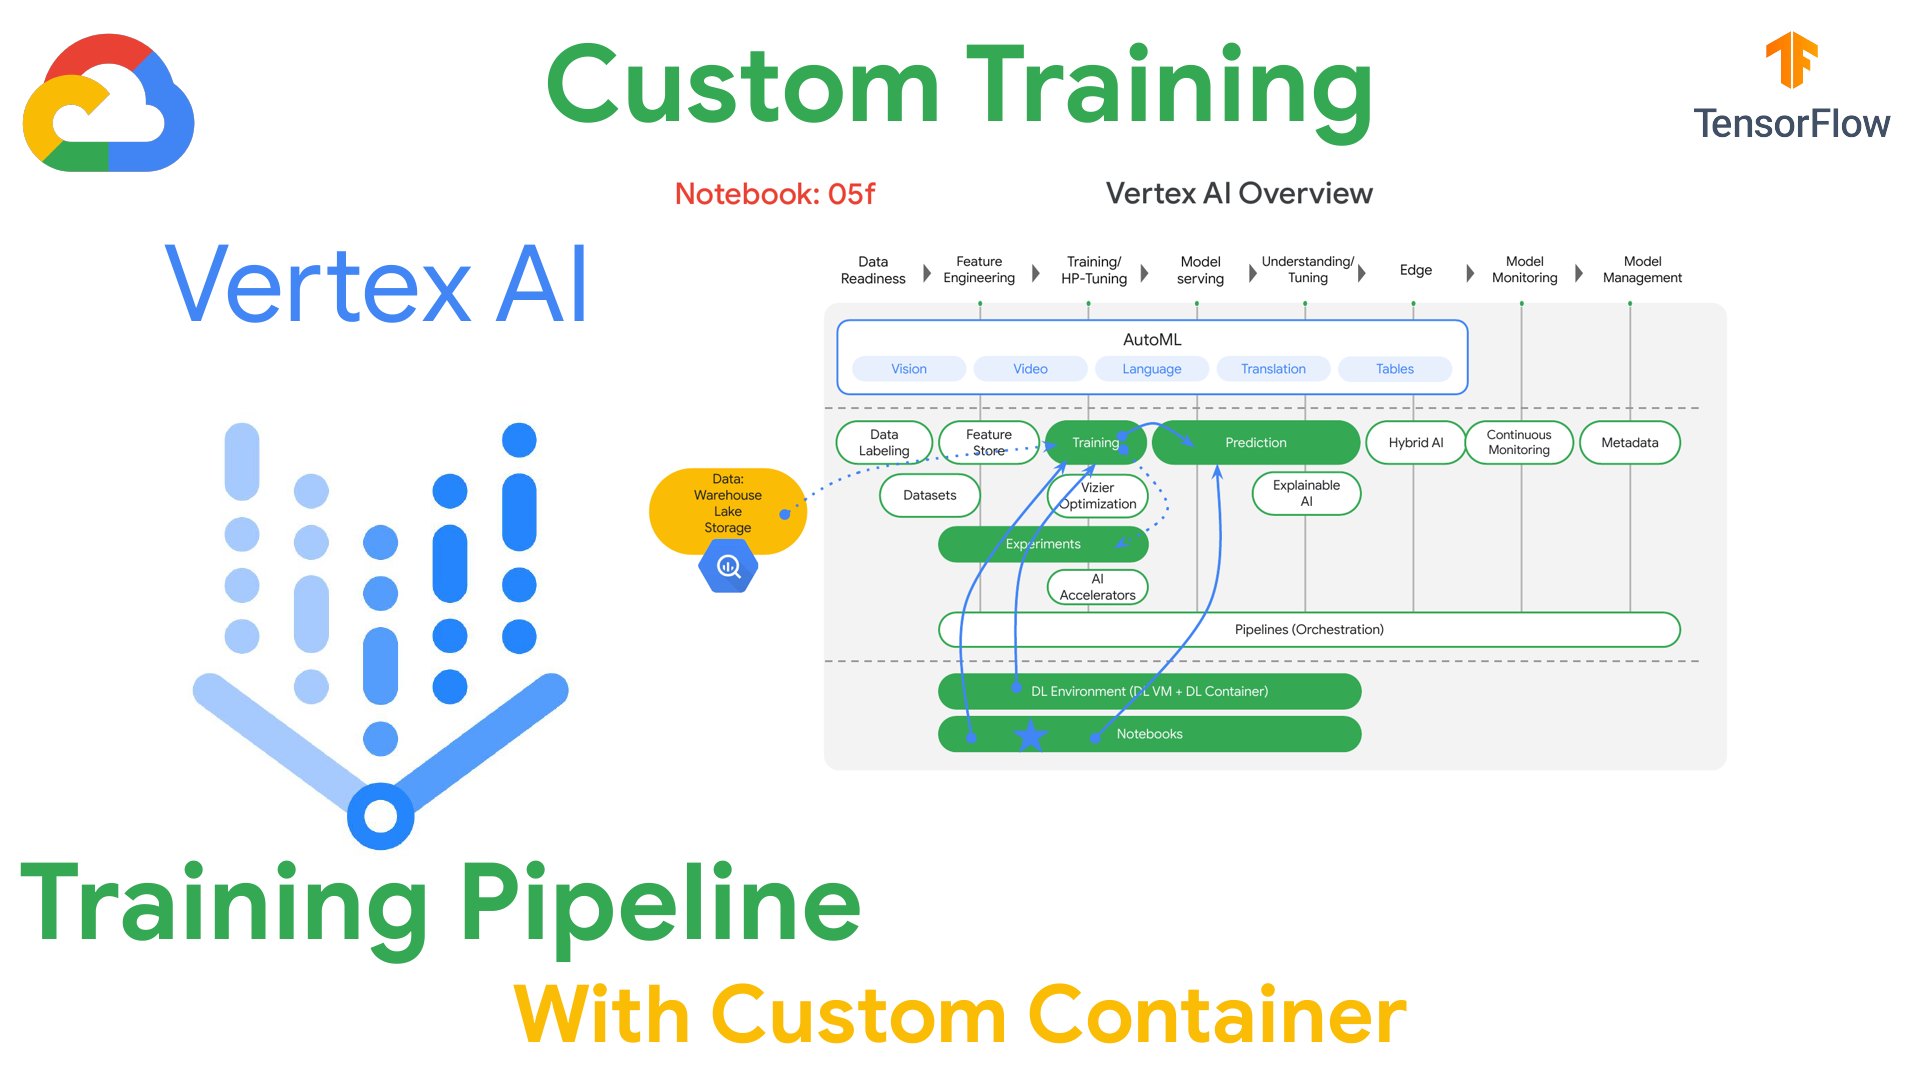 Custom Training
TensorFlow
Notebook: 05f
Vertex AI Overview
Vertex AI
Data
Readiness
Feature
Engineering
Training/
HP-Tuning
Model
serving
Understanding/
Tuning
Edge
Model
Monitoring
Model
Management
AutoML
Vision
Video
Language
Translation
Tables
Data
Labeling
Feature
Store
Training
Prediction
Hybrid AI
Continuous
Monitoring
Metadata
Data:
Warehouse
Lake
Storage
Datasets
Vizier
Optimization
Explainable
AI
Experiments
AI
Accelerators
Pipelines (Orchestration)
DL Environment (DL VM + DL Container)
Notebooks
Training Pipeline
With Custom Container